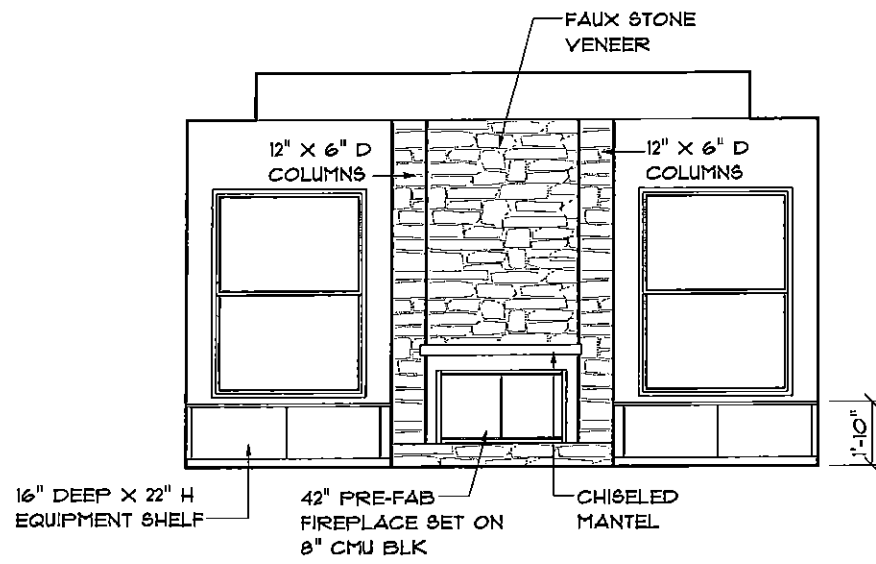 FAUX STONE
VENEER
12" X 6" D
COLUMNS
12" X 6" D
COLUMNS
1'-10"
16" DEEP X 22" H
EQUIPMENT SHELF
42" PRE-FAB
FIREPLACE SET ON
8" CMU BLK
CHISELED
MANTEL